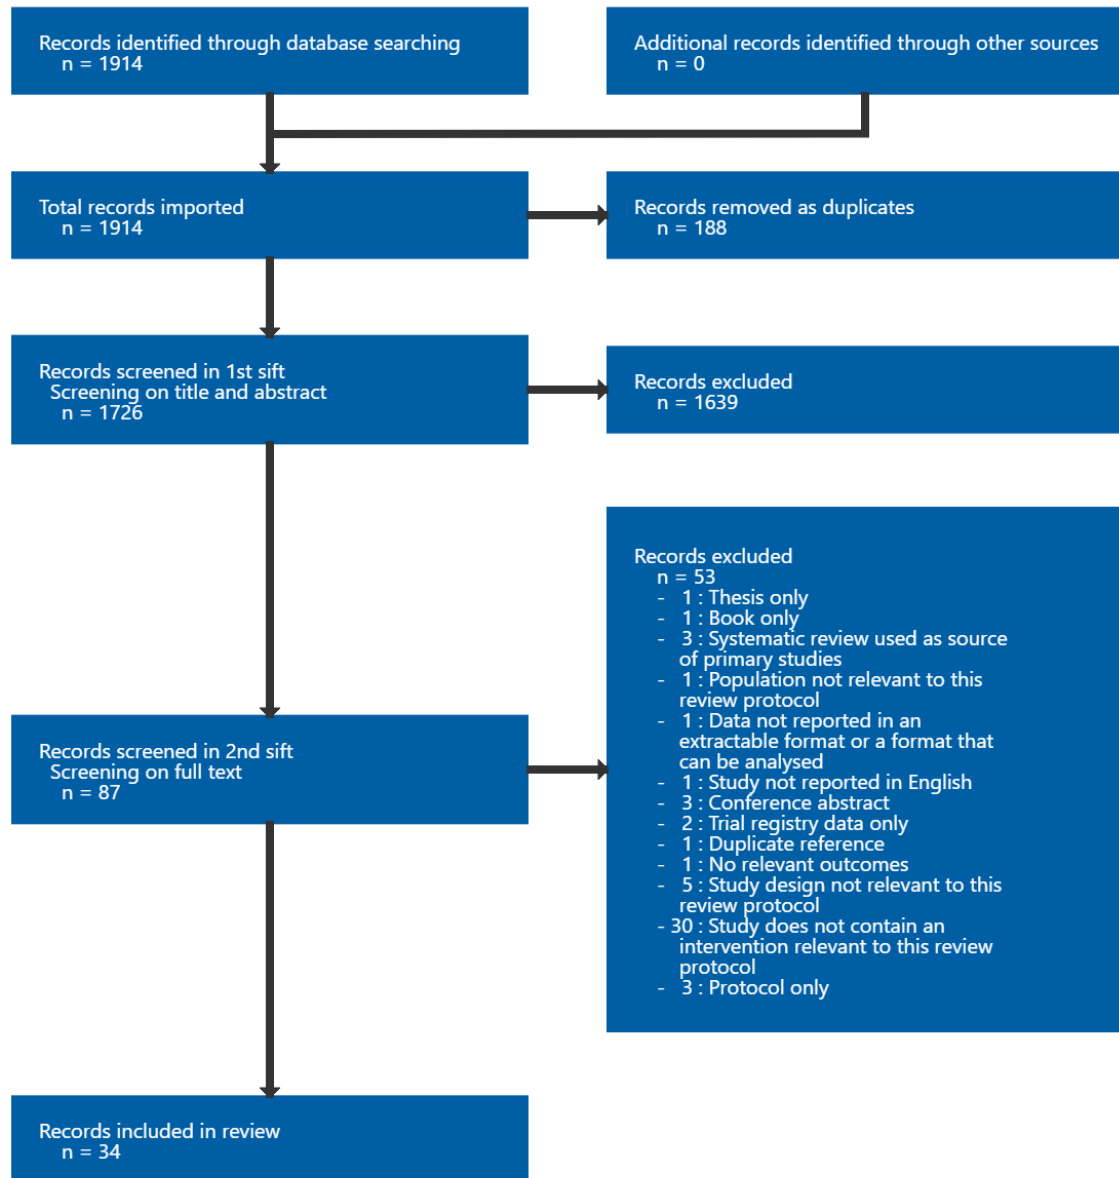 Records identified through database searching
n = 1914
Additional records identified through other sources
n = 0
Total records imported
n = 1914
Records removed as duplicates
n = 188
Records screened in 1st sift
Screening on title and abstract
n = 1726
Records excluded
n = 1639
Records screened in 2nd sift
Screening on full text
n = 87
Records excluded
n = 53
- 1 : Thesis only
- 1 : Book only
- 3 : Systematic review used as source
of primary studies
- 1 : Population not relevant to this
review protocol
- 1 : Data not reported in an
extractable format or a format that
can be analysed
- 1 : Study not reported in English
- 3 : Conference abstract
- 2 : Trial registry data only
- 1 : Duplicate reference
- 1 : No relevant outcomes
- 5 : Study design not relevant to this
review protocol
- 30 : Study does not contain an
intervention relevant to this review
protocol
- 3 : Protocol only
Records included in review
n = 34